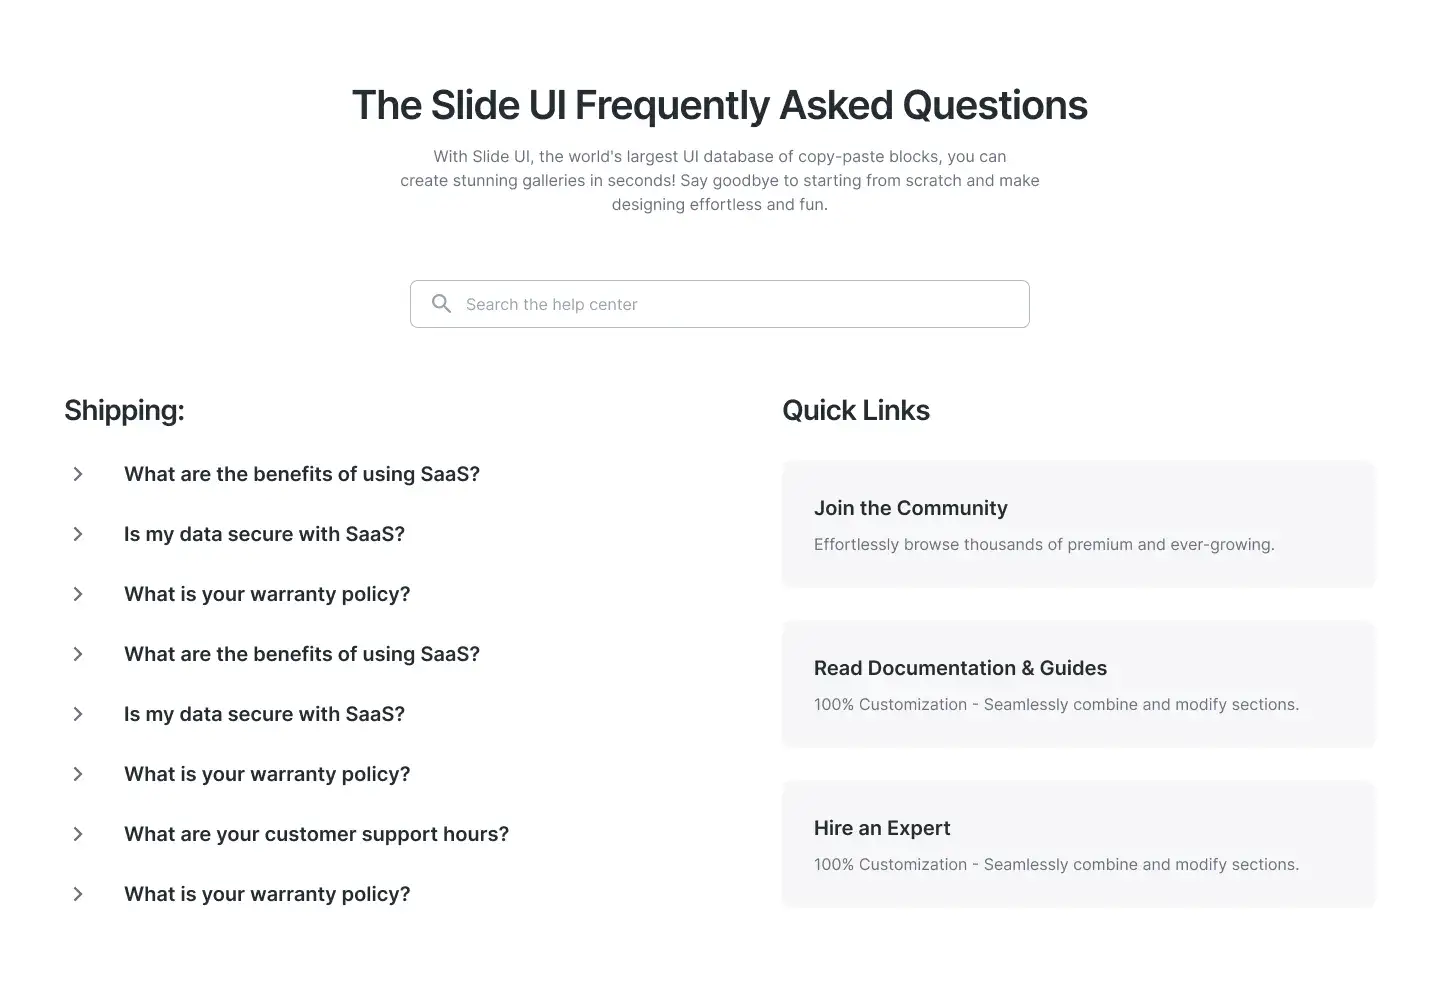 The Slide UI Frequently Asked Questions
With Slide UI, the world's largest UI database of copy-paste blocks, you can
create stunning galleries in seconds! Say goodbye to starting from scratch and make
designing effortless and fun.
Search the help center
Shipping:
What are the benefits of using SaaS?
Is my data secure with SaaS?
What is your warranty policy?
What are the benefits of using SaaS?
Is my data secure with SaaS?
What is your warranty policy?
What are your customer support hours?
What is your warranty policy?
Quick Links
Join the Community
Effortlessly browse thousands of premium and ever-growing.
Read Documentation & Guides
100% Customization - Seamlessly combine and modify sections.
Hire an Expert
100% Customization - Seamlessly combine and modify sections.